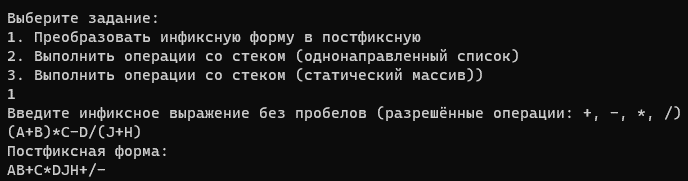 Выберите задание:
1. Преобразовать инфиксную форму в постфиксную
2. Выполнить операции со стеком (однонаправленный список)
3. Выполнить операции со стеком (статический массив))
1
Введите инфиксное выражение без пробелов (разрешённые операции: +, -, *, /)
(A+B)*C-D/(J+H)
Постфиксная форма:
AB+C*DJH+/-